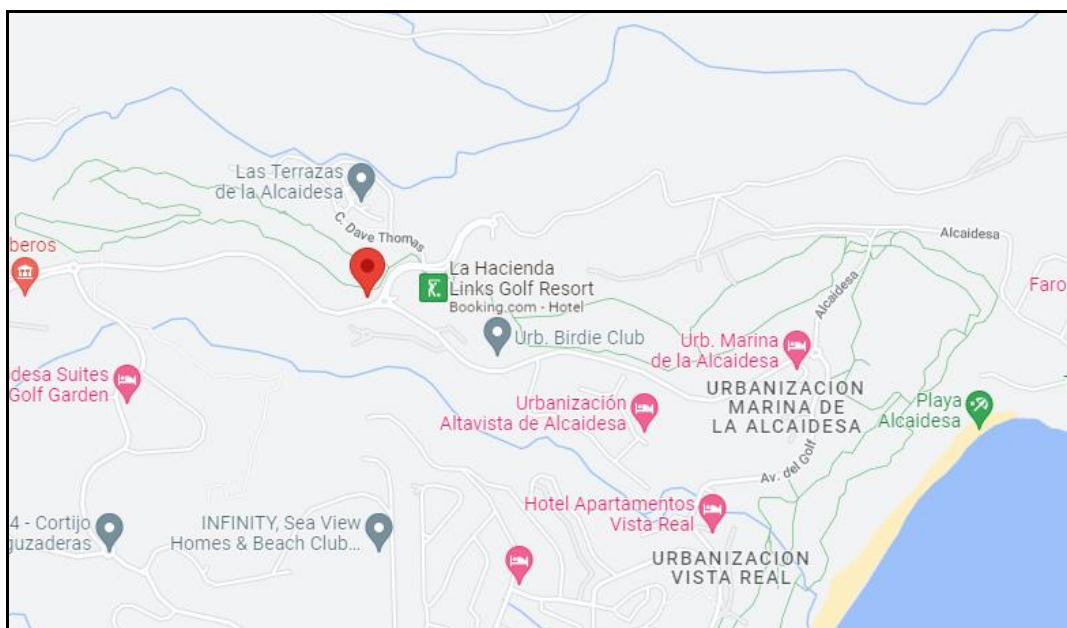 Las Terrazas
de la Alcaidesa
C. Dave Thomas
Alcaidesa
beros
La Hacienda
Links Golf Resort
Booking.com - Hotel
Faro
Alcaidesa
Urb. Birdie Club
Urb. Marina
de la Alcaidesa
desa Suites
Golf Garden
URBANIZACION
MARINA DE
LA ALCAIDESA
Urbanización
Altavista de Alcaidesa
Playa
Alcaidesa
Av. del Golf
Hotel Apartamentos
Vista Real
4 - Cortijo
guzaderas
INFINITY, Sea View
Homes & Beach Club...
URBANIZACION
VISTA REAL